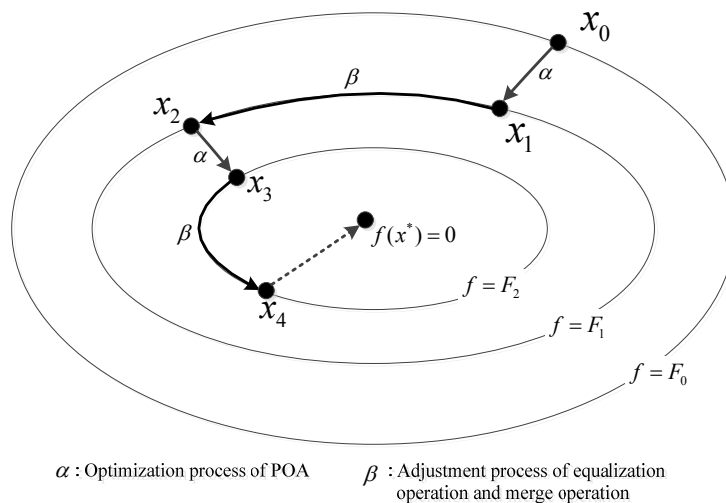 x₀
α
β
x₁
x₂
α
x₃
β
f(x*)=0
x₄
f=F₂
f=F₁
f=F₀
α : Optimization process of POA
β : Adjustment process of equalization
operation and merge operation